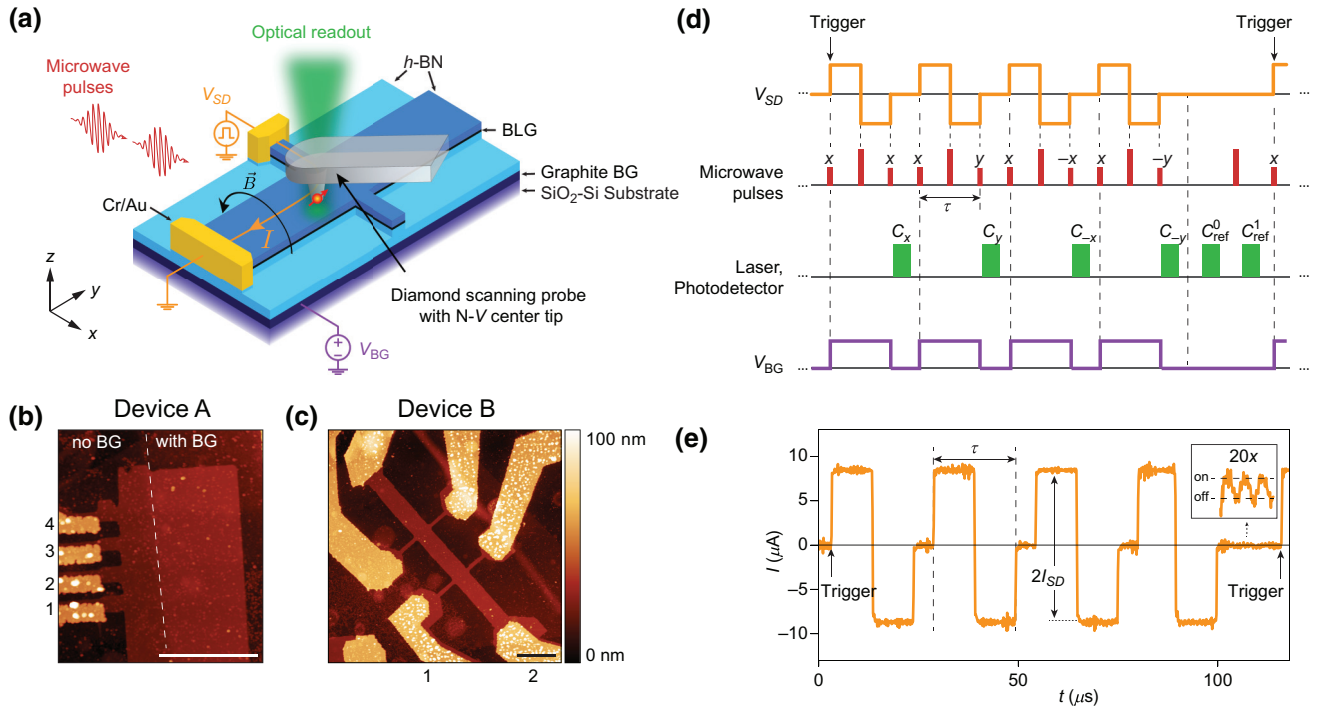 (a)
Optical readout
h-BN
Microwave
pulses
V_SD
BLG
Graphite BG
SiO₂-Si Substrate
B⃗
Cr/Au
I
z
y
x
Diamond scanning probe
with N-V center tip
V_BG
(b)
Device A
no BG
with BG
4
3
2
1
(c)
Device B
100 nm
0 nm
1
2
(d)
Trigger
Trigger
V_SD
...
...
x
x
x
y
x
–x
x
–y
x
Microwave
pulses
...
...
τ
C_x
C_y
C_–x
C_–y
C⁰_ref
C¹_ref
Laser,
Photodetector
...
...
V_BG
...
...
(e)
10
5
0
–5
–10
I (μA)
τ
20x
on
off
2I_SD
Trigger
Trigger
0
50
100
t (μs)